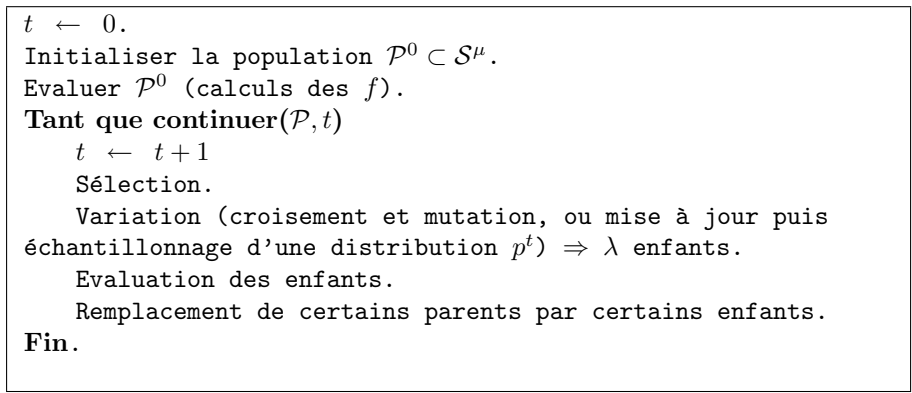 t ← 0.
Initialiser la population 𝒫⁰ ⊂ 𝒮^μ.
Evaluer 𝒫⁰ (calculs des f).
Tant que continuer(𝒫, t)
t ← t + 1
Sélection.
Variation (croisement et mutation, ou mise à jour puis
échantillonnage d'une distribution pᵗ) ⇒ λ enfants.
Evaluation des enfants.
Remplacement de certains parents par certains enfants.
Fin.